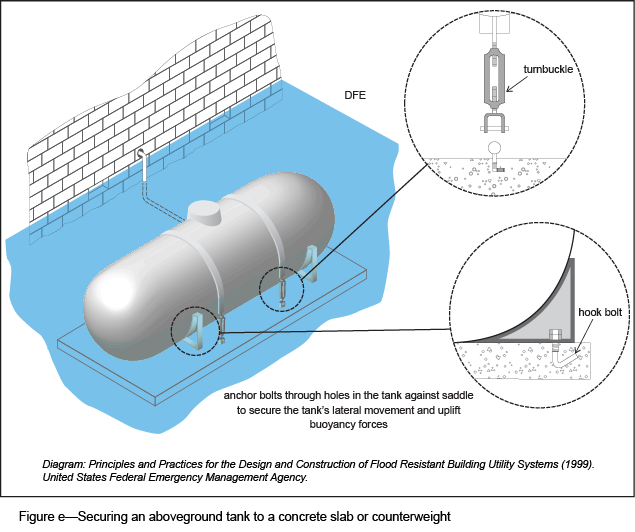 DFE
turnbuckle
hook bolt
anchor bolts through holes in the tank against saddle
to secure the tank's lateral movement and uplift
buoyancy forces
Diagram: Principles and Practices for the Design and Construction of Flood Resistant Building Utility Systems (1999).
United States Federal Emergency Management Agency.
Figure e—Securing an aboveground tank to a concrete slab or counterweight